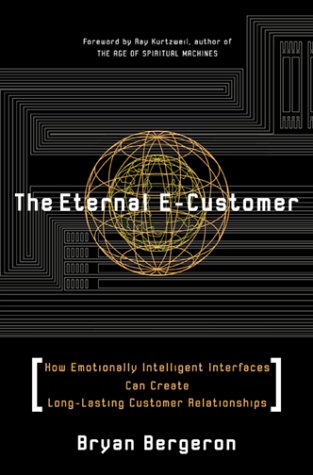 Foreword by Ray Kurtzweil, author of
THE AGE OF SPIRITUAL MACHINES
The Eternal E-Customer
How Emotionally Intelligent Interfaces
Can Create
Long-Lasting Customer Relationships
Bryan Bergeron